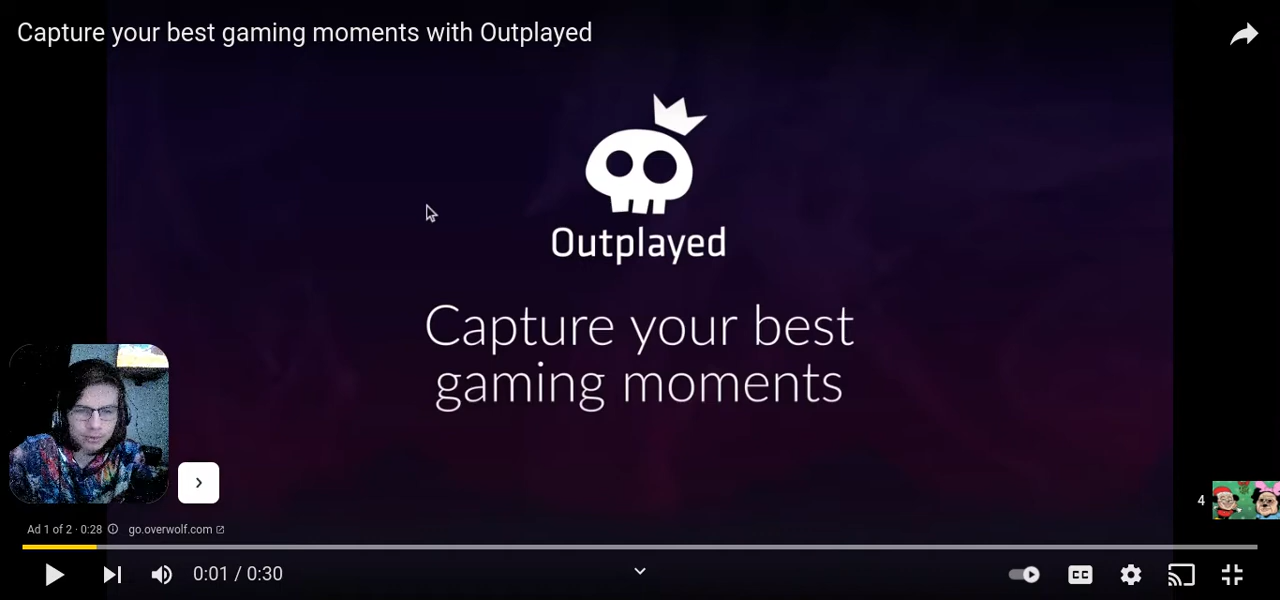 Capture your best gaming moments with Outplayed
Outplayed
Capture your best
gaming moments
4
Ad 1 of 2 · 0:28
go.overwolf.com
0:01 / 0:30
CC